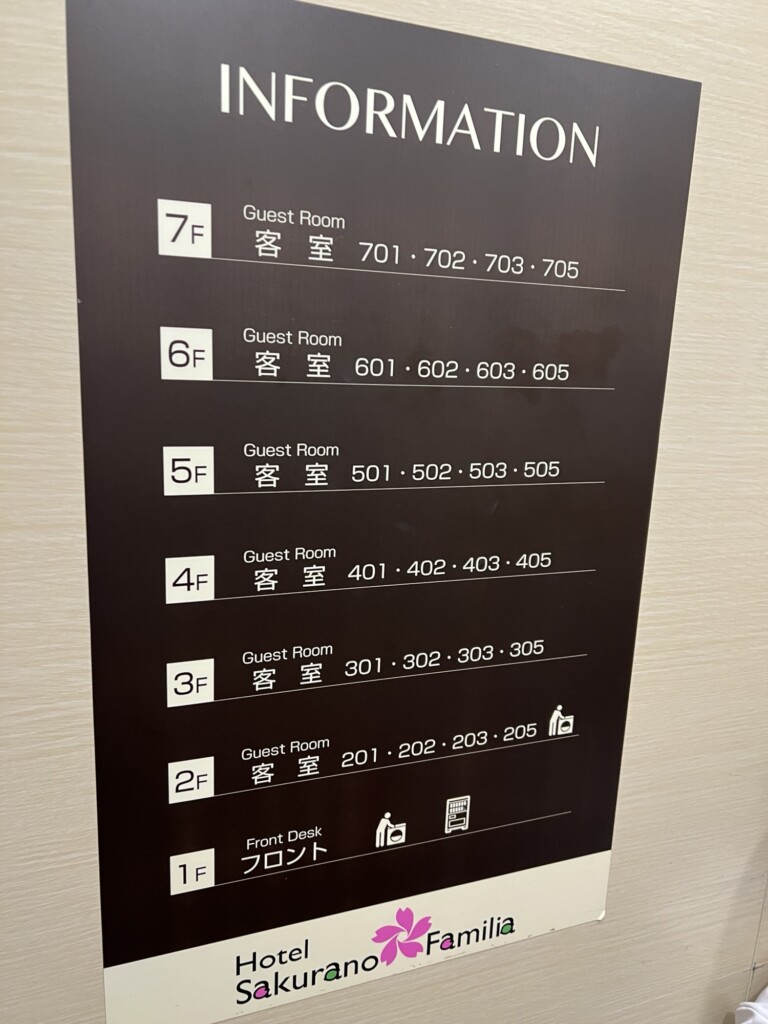 INFORMATION
7F
Guest Room
客室 701・702・703・705
6F
Guest Room
客室 601・602・603・605
5F
Guest Room
客室 501・502・503・505
4F
Guest Room
客室 401・402・403・405
3F
Guest Room
客室 301・302・303・305
2F
Guest Room
客室 201・202・203・205
1F
Front Desk
フロント
Hotel
Sakurano Familia